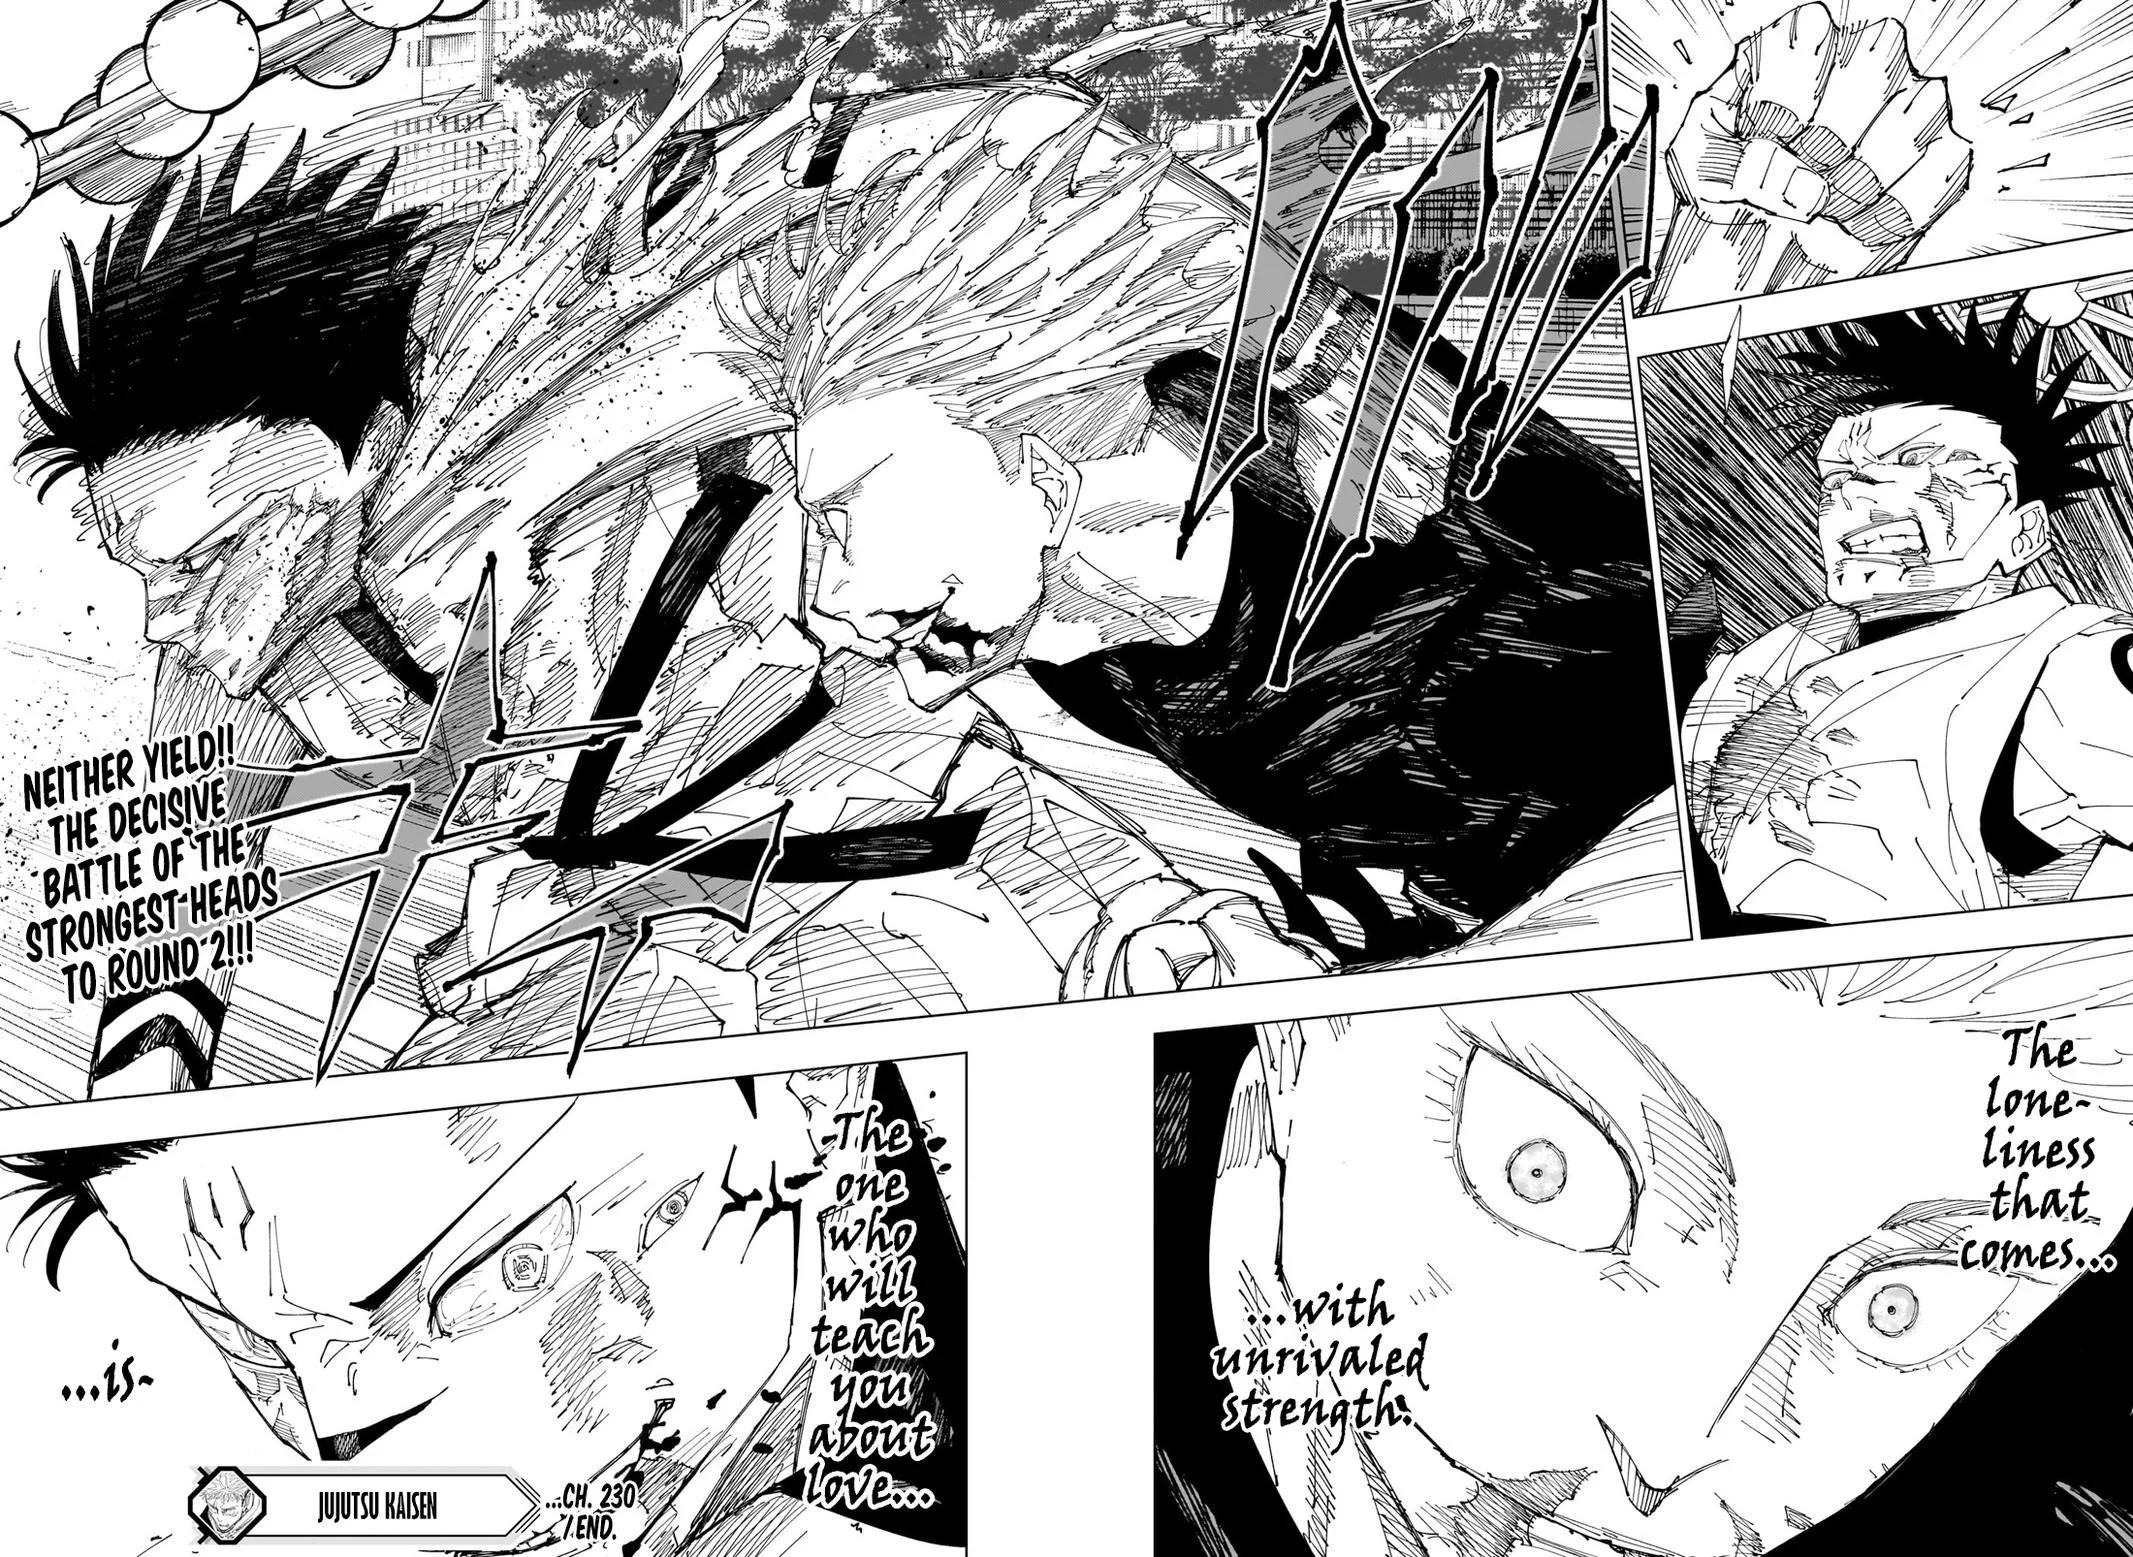 The
lone-
liness
that
comes...
...with
unrivaled
strength.
The
one
who
will
teach
you
about
love...
...is-
NEITHER YIELD!!
THE DECISIVE
BATTLE OF THE
STRONGEST HEADS
TO ROUND 2!!!
JUJUTSU KAISEN
...CH. 230
/ END.